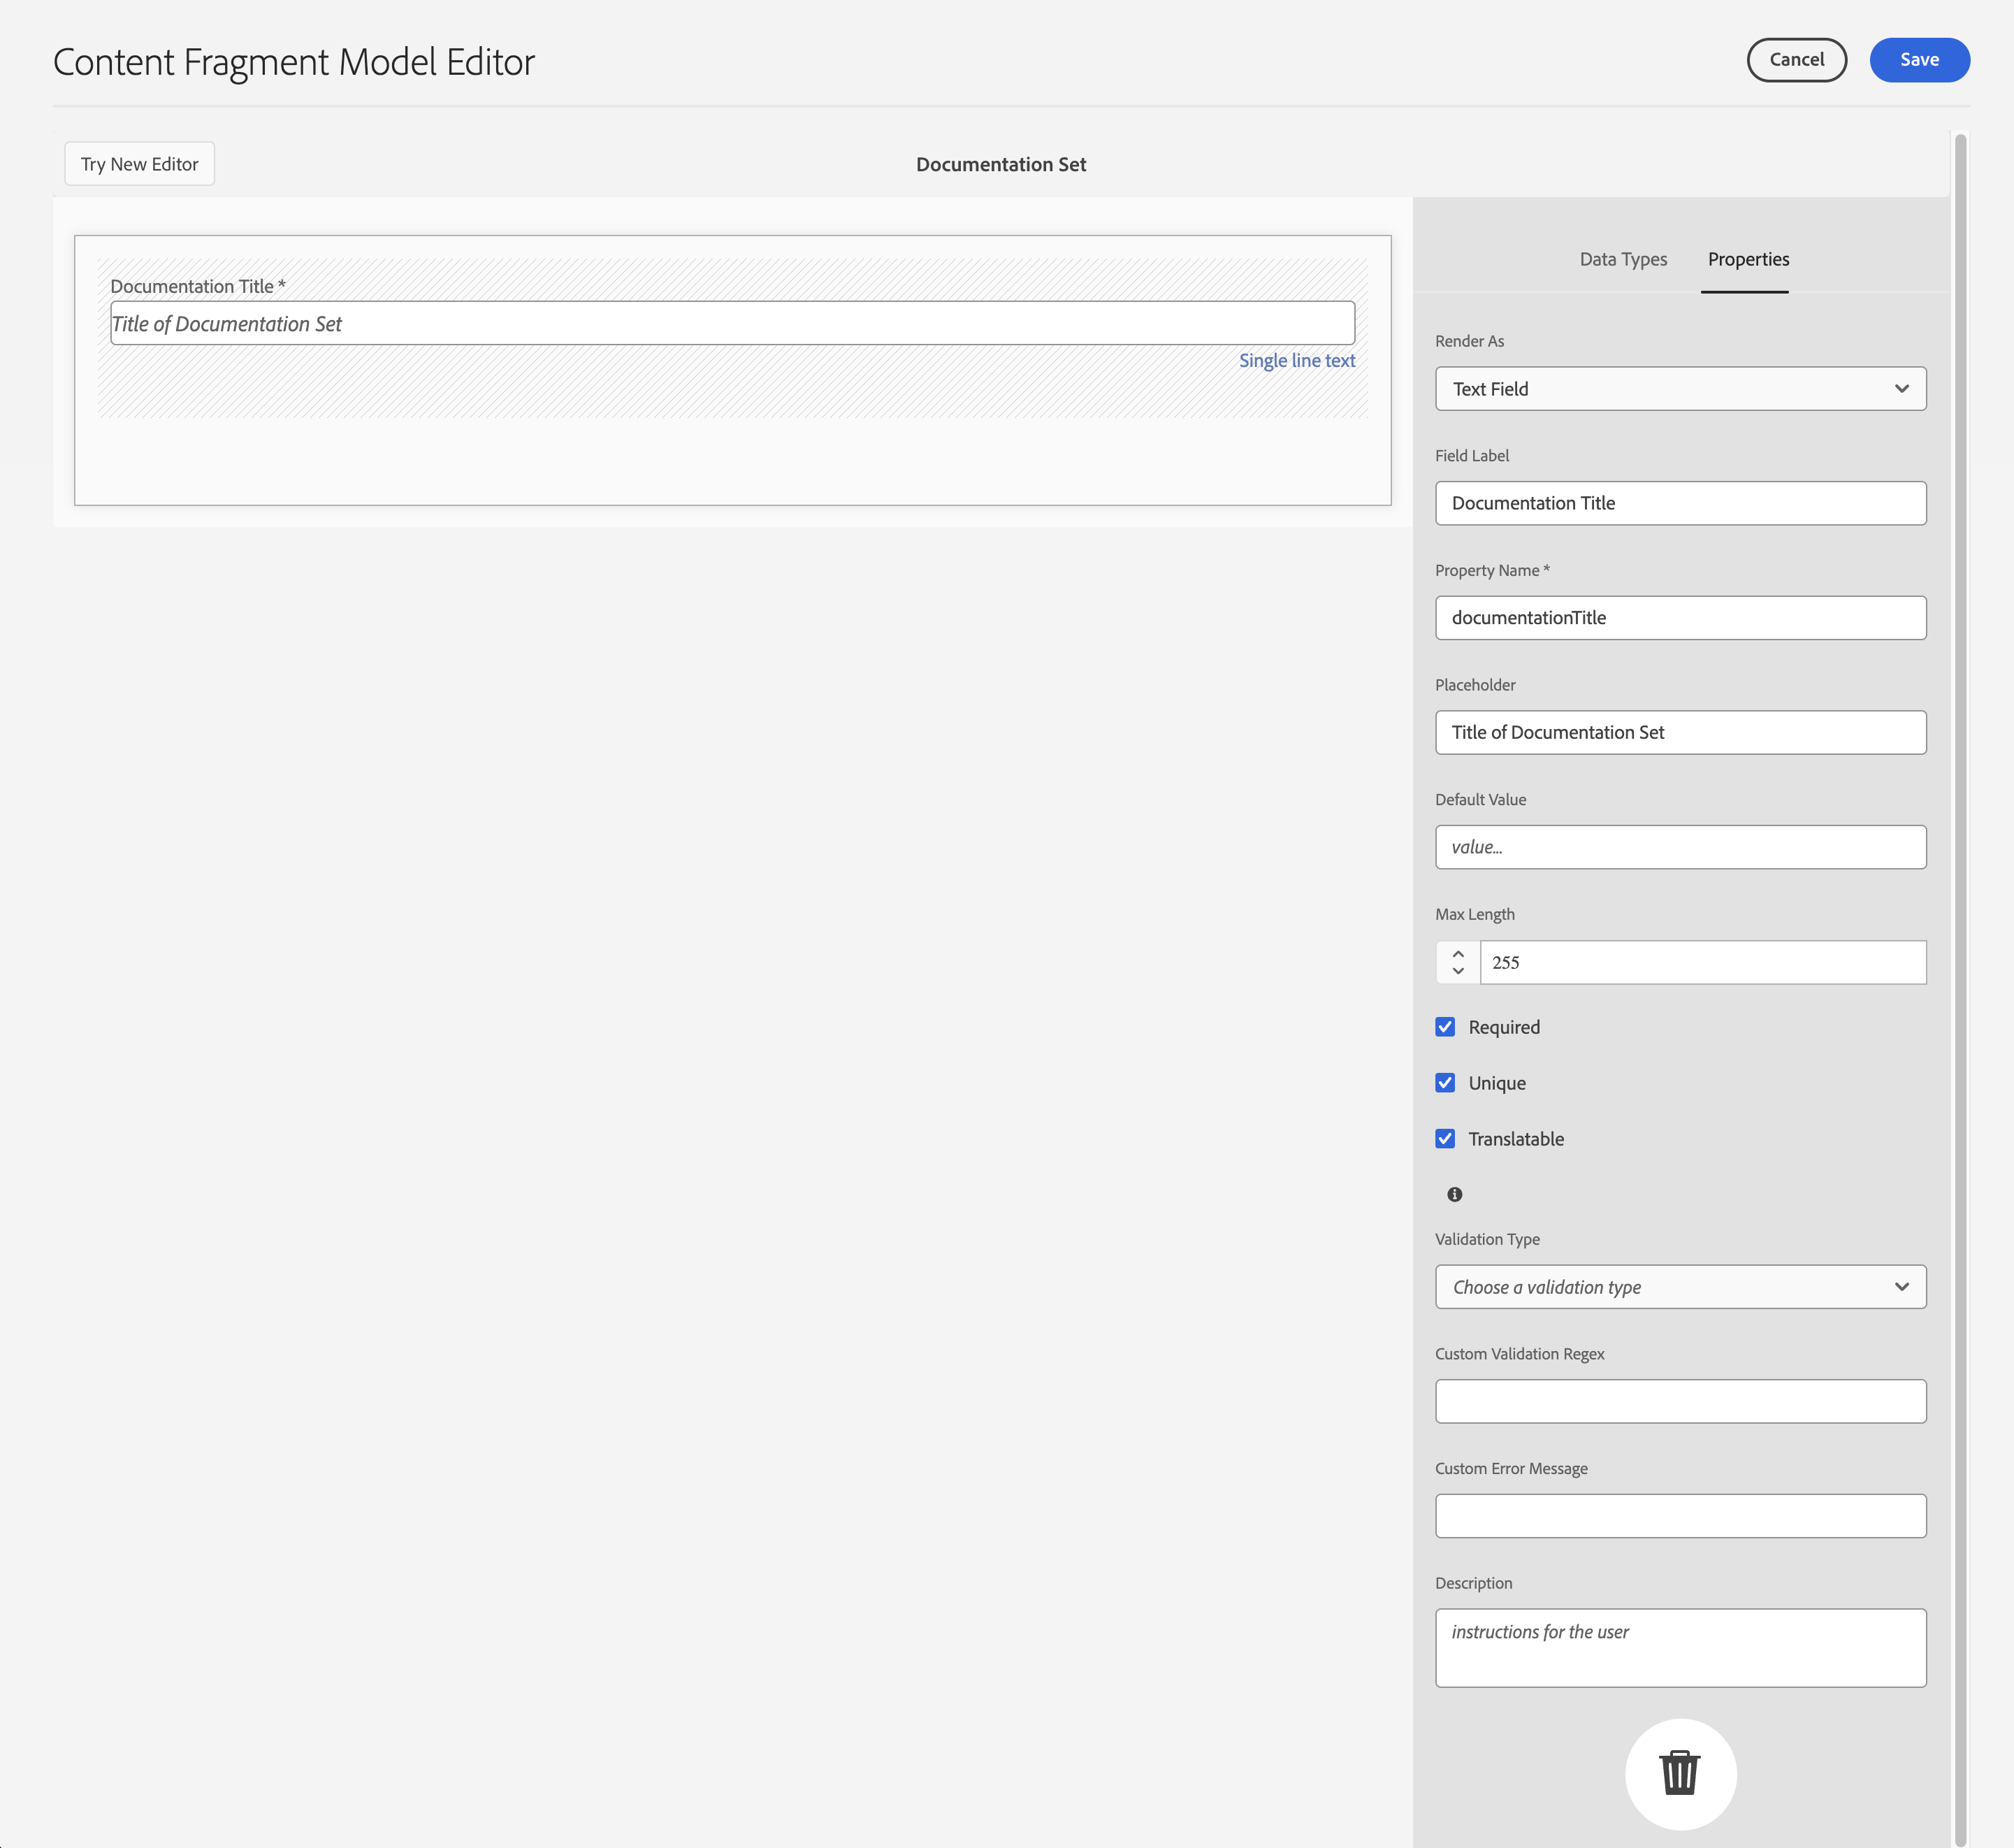 Content Fragment Model Editor
Cancel
Save
Try New Editor
Documentation Set
Documentation Title *
Title of Documentation Set
Single line text
Data Types
Properties
Render As
Text Field
Field Label
Documentation Title
Property Name *
documentationTitle
Placeholder
Title of Documentation Set
Default Value
value...
Max Length
255
Required
Unique
Translatable
Validation Type
Choose a validation type
Custom Validation Regex
Custom Error Message
Description
instructions for the user